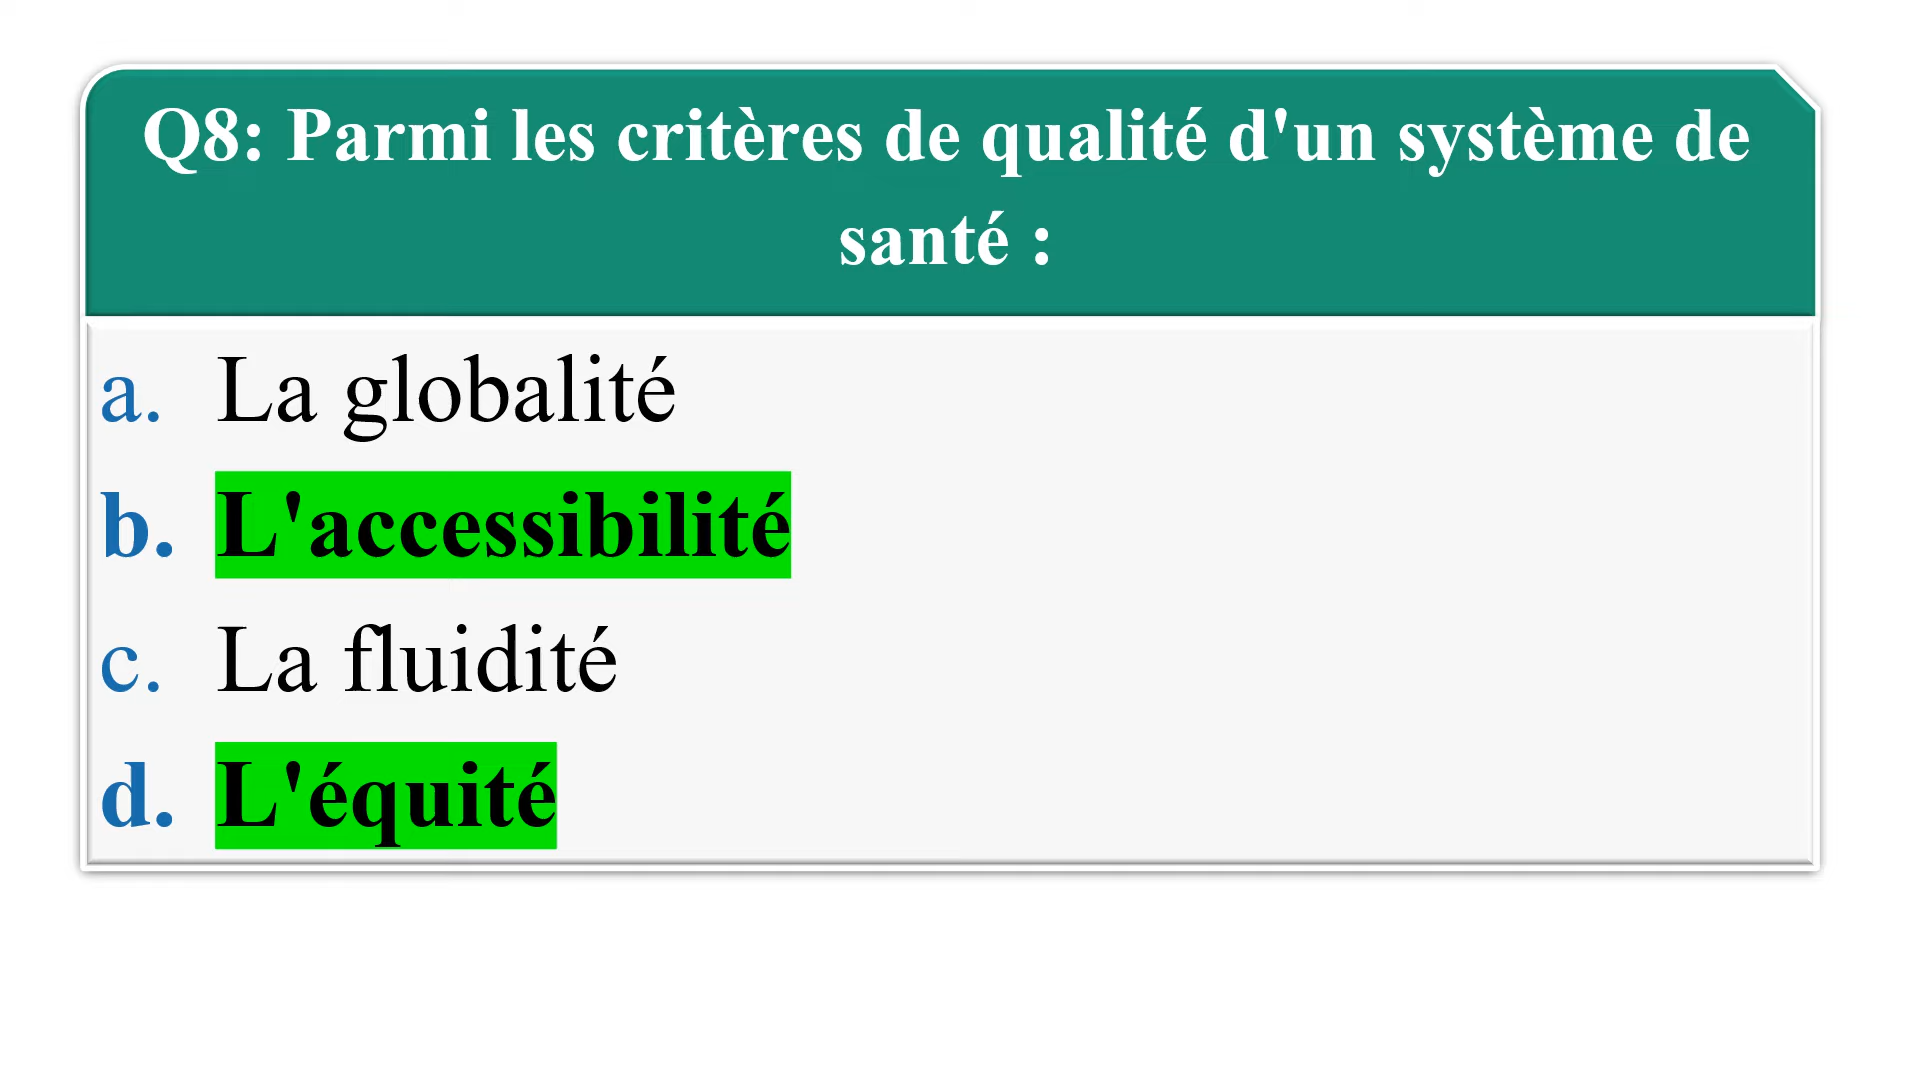 Q8: Parmi les critères de qualité d'un système de
santé :
a. La globalité
b. L'accessibilité
c. La fluidité
d. L'équité